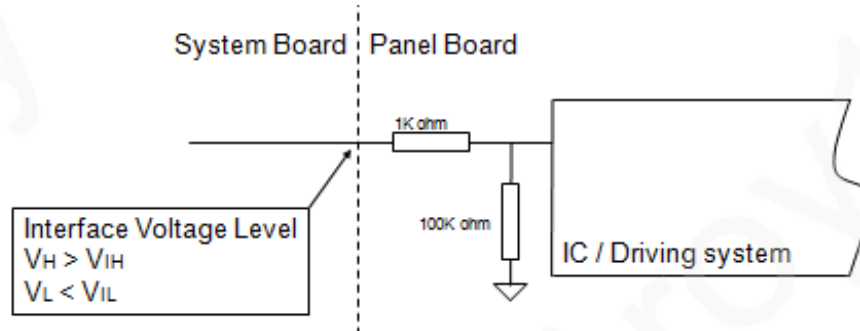 System Board
Panel Board
1K ohm
100K ohm
Interface Voltage Level
VH > VIH
VL < VIL
IC / Driving system